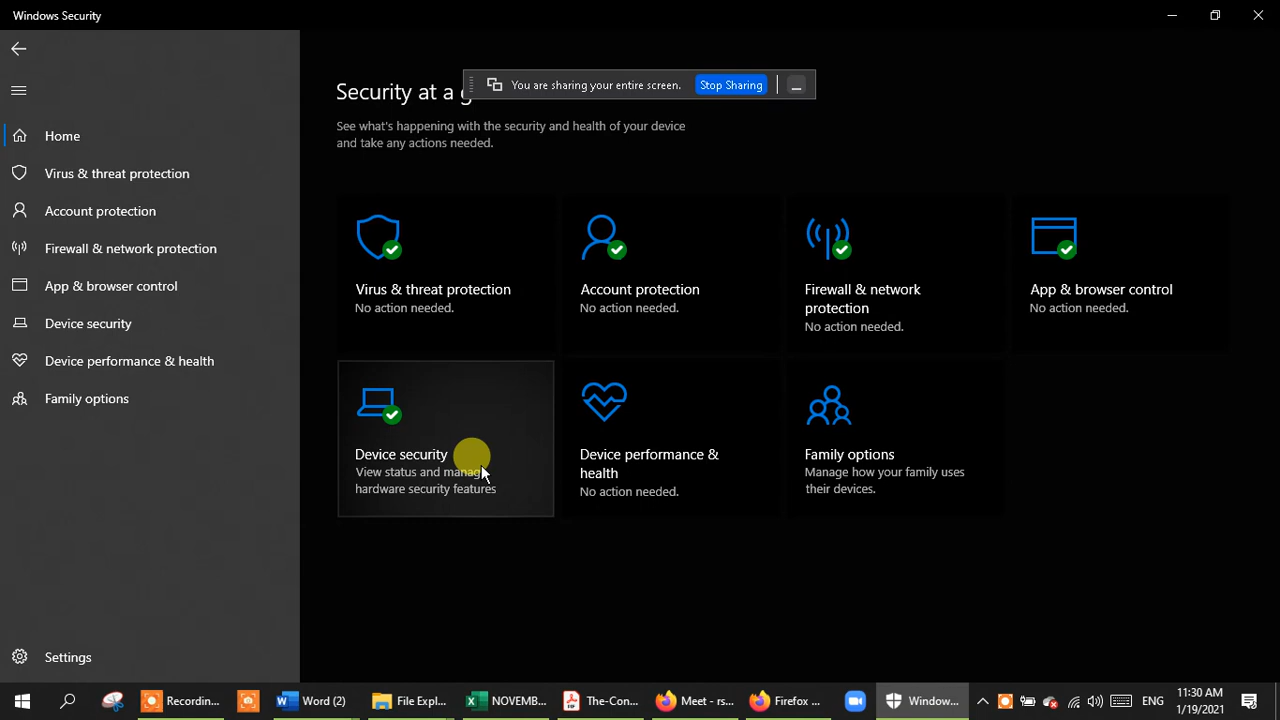 Windows Security
You are sharing your entire screen.
Stop Sharing
Security at a g
See what's happening with the security and health of your device
and take any actions needed.
Home
Virus & threat protection
Account protection
Firewall & network protection
App & browser control
Device security
Device performance & health
Family options
Settings
Virus & threat protection
No action needed.
Account protection
No action needed.
Firewall & network
protection
No action needed.
App & browser control
No action needed.
Device security
View status and manag
hardware security features
Device performance &
health
No action needed.
Family options
Manage how your family uses
their devices.
Recordin...
Word (2)
File Expl...
NOVEMB...
The-Con...
Meet - rs...
Firefox ...
Window...
ENG
11:30 AM
1/19/2021